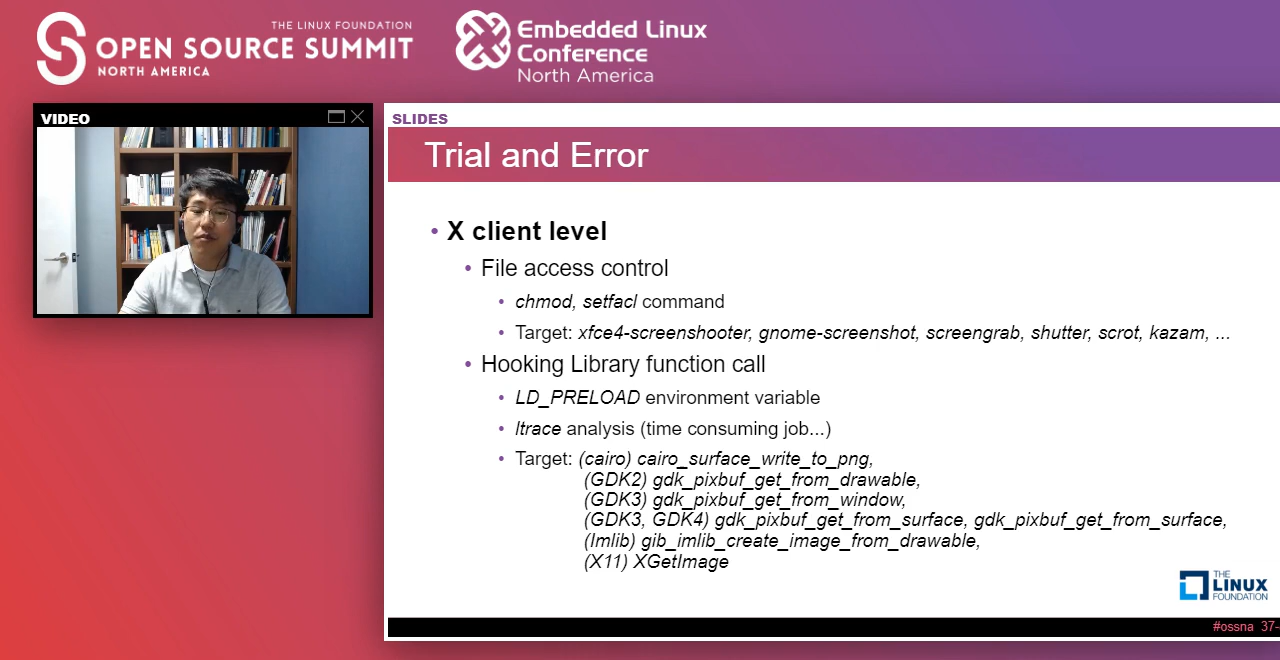 THE LINUX FOUNDATION
OPEN SOURCE SUMMIT
NORTH AMERICA
Embedded Linux
Conference
North America
VIDEO
SLIDES
Trial and Error
• X client level
• File access control
• chmod, setfacl command
• Target: xfce4-screenshooter, gnome-screenshot, screengrab, shutter, scrot, kazam, ...
• Hooking Library function call
• LD_PRELOAD environment variable
• ltrace analysis (time consuming job...)
• Target: (cairo) cairo_surface_write_to_png,
(GDK2) gdk_pixbuf_get_from_drawable,
(GDK3) gdk_pixbuf_get_from_window,
(GDK3, GDK4) gdk_pixbuf_get_from_surface, gdk_pixbuf_get_from_surface,
(Imlib) gib_imlib_create_image_from_drawable,
(X11) XGetImage
THE
LINUX
FOUNDATION
#ossna 37-